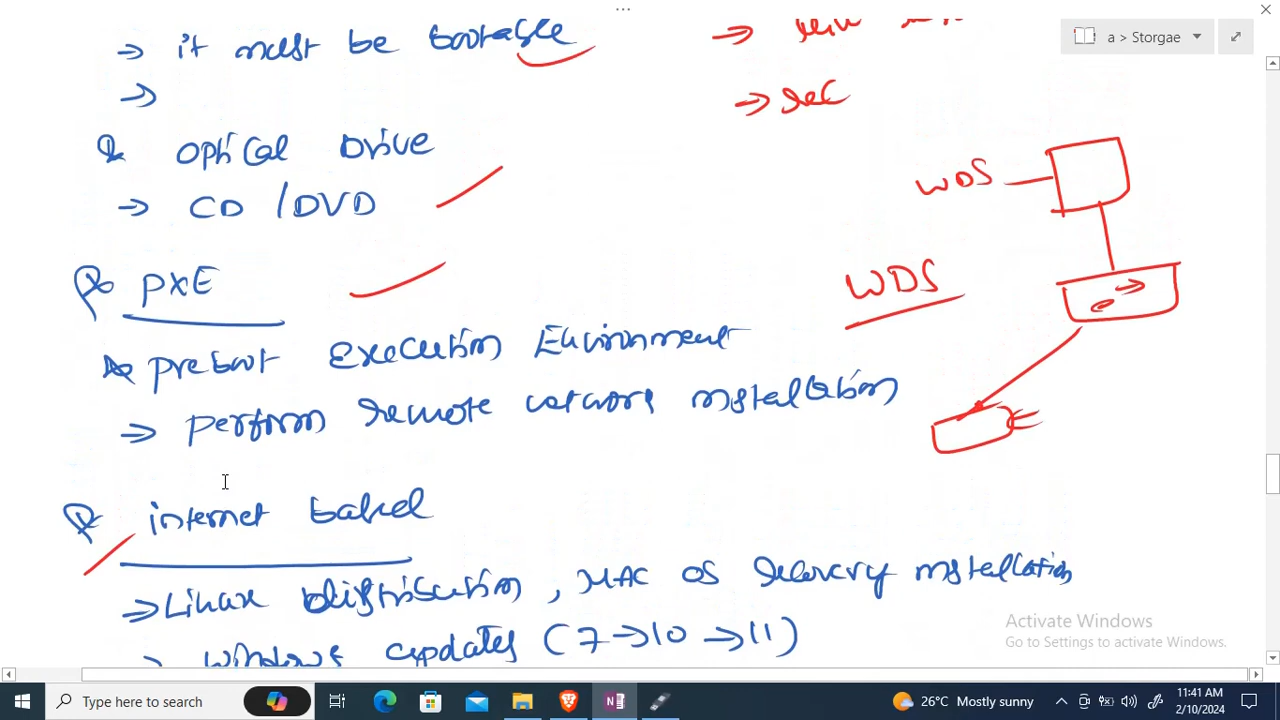 a > Storgae
→ it must be bootable
→
→ sec
* optical Drive
→ CD / DVD
WDS
* PXE
WDS
* preboot Execution Environment
→ perform remote network installation
* internet based
→ Linux distribution, MAC OS recovery installation
→ windows updates (7 → 10 → 11)
Activate Windows
Go to Settings to activate Windows.
Type here to search
26°C Mostly sunny
11:41 AM
2/10/2024